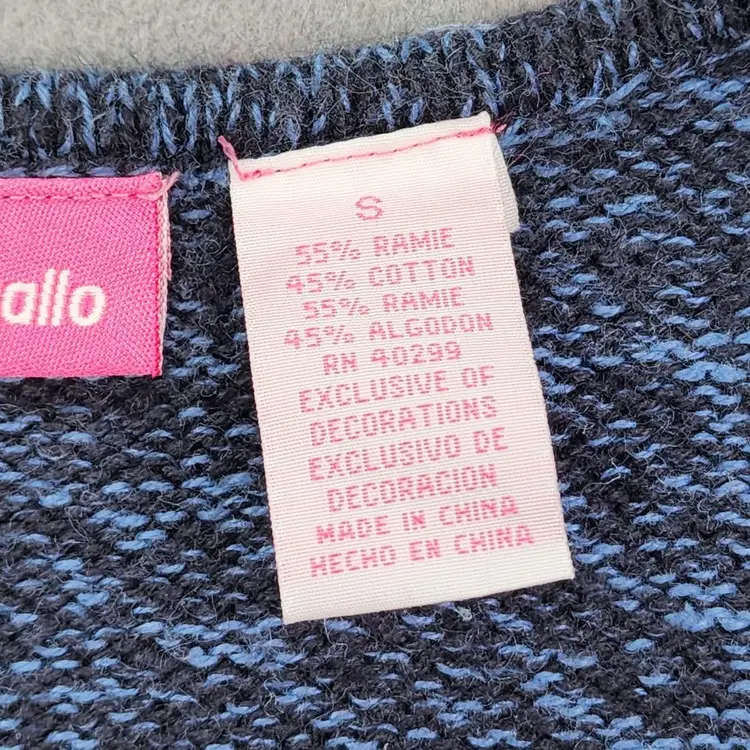 allo
S
55% RAMIE
45% COTTON
55% RAMIE
45% ALGODON
RN 40299
EXCLUSIVE OF
DECORATIONS
EXCLUSIVO DE
DECORACION
MADE IN CHINA
HECHO EN CHINA